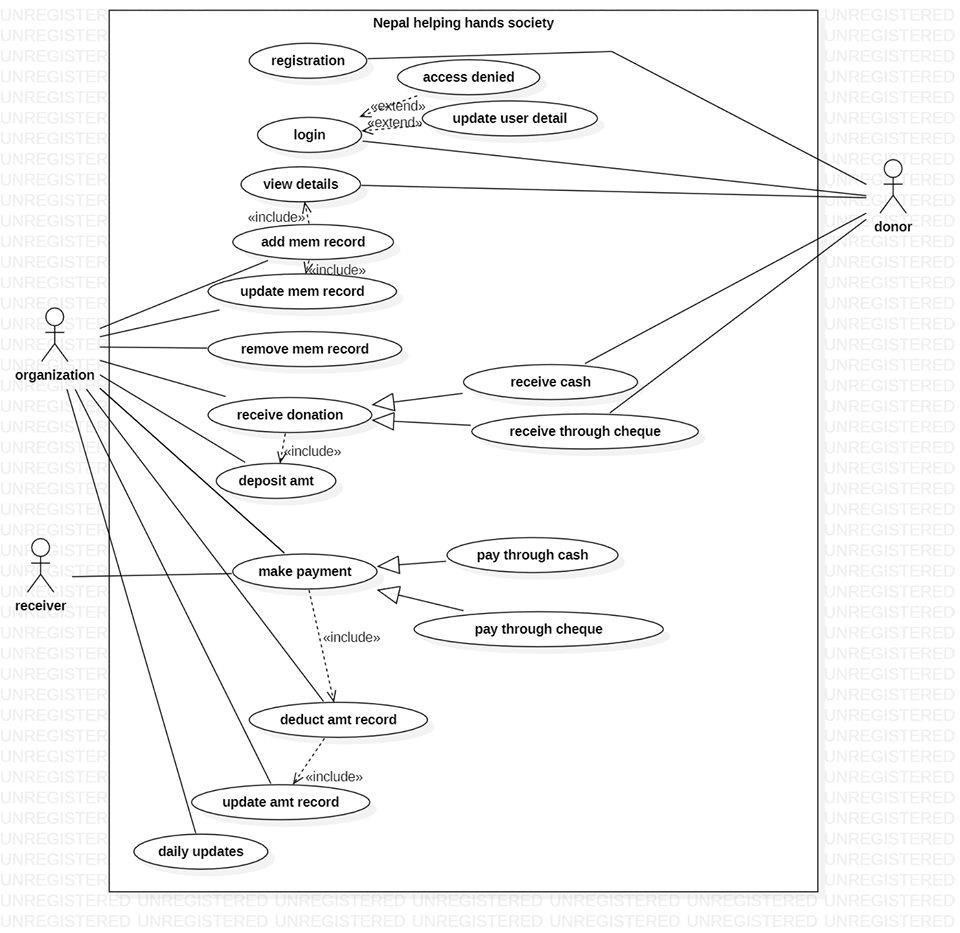 Nepal helping hands society
registration
access denied
«extend»
update user detail
«extend»
login
view details
donor
«include»
add mem record
«include»
update mem record
organization
remove mem record
receive cash
receive donation
receive through cheque
«include»
deposit amt
pay through cash
make payment
receiver
pay through cheque
«include»
deduct amt record
«include»
update amt record
daily updates
UNREGISTERED